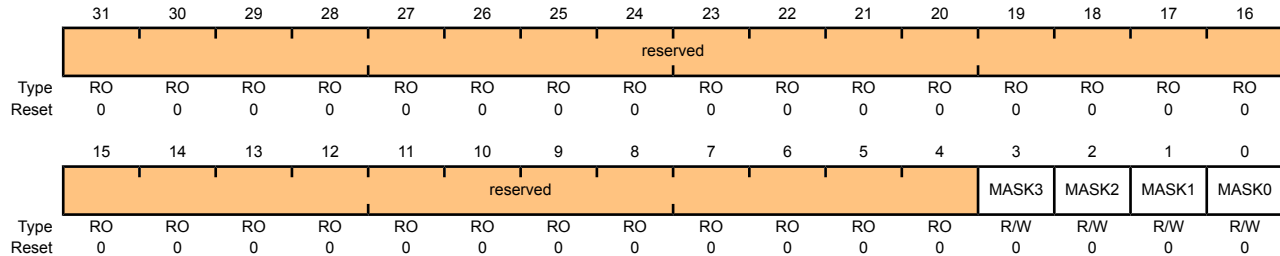 31 30 29 28 27 26 25 24 23 22 21 20 19 18 17 16
reserved
Type RO RO RO RO RO RO RO RO RO RO RO RO RO RO RO RO
Reset 0 0 0 0 0 0 0 0 0 0 0 0 0 0 0 0
15 14 13 12 11 10 9 8 7 6 5 4 3 2 1 0
reserved MASK3 MASK2 MASK1 MASK0
Type RO RO RO RO RO RO RO RO RO RO RO RO R/W R/W R/W R/W
Reset 0 0 0 0 0 0 0 0 0 0 0 0 0 0 0 0